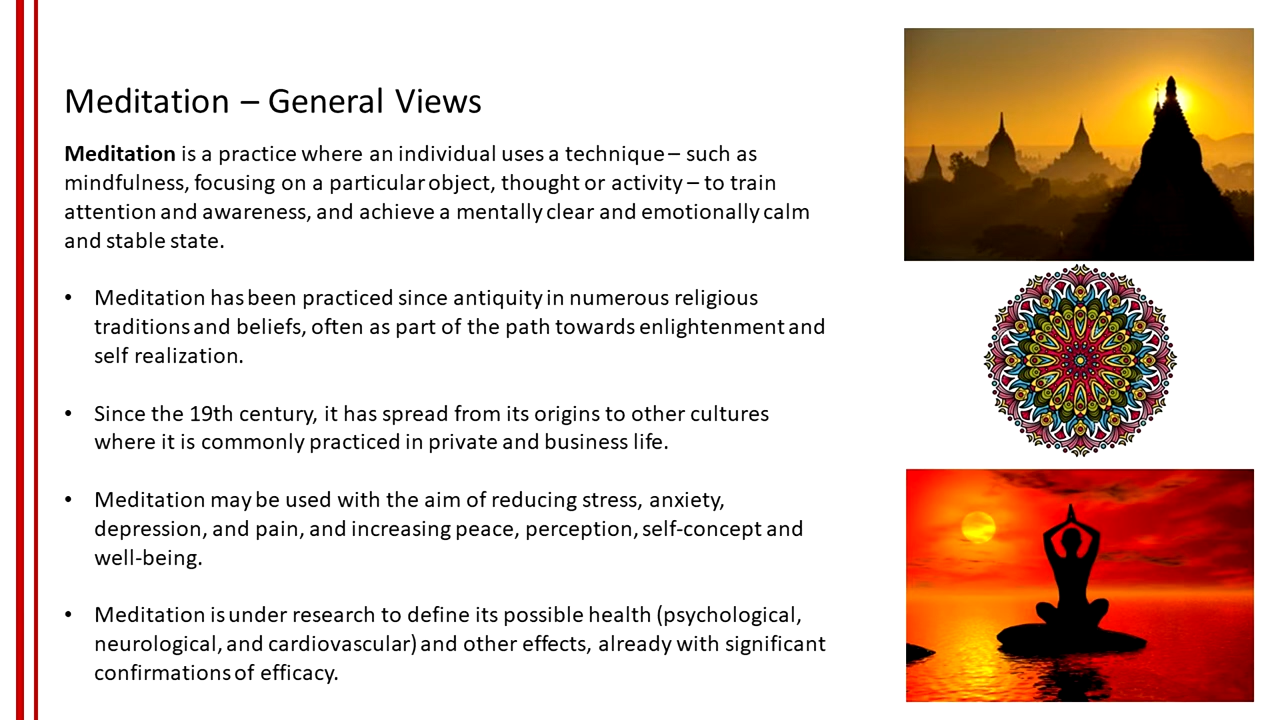 Meditation – General Views
Meditation is a practice where an individual uses a technique – such as
mindfulness, focusing on a particular object, thought or activity – to train
attention and awareness, and achieve a mentally clear and emotionally calm
and stable state.
• Meditation has been practiced since antiquity in numerous religious
traditions and beliefs, often as part of the path towards enlightenment and
self realization.
• Since the 19th century, it has spread from its origins to other cultures
where it is commonly practiced in private and business life.
• Meditation may be used with the aim of reducing stress, anxiety,
depression, and pain, and increasing peace, perception, self-concept and
well-being.
• Meditation is under research to define its possible health (psychological,
neurological, and cardiovascular) and other effects, already with significant
confirmations of efficacy.